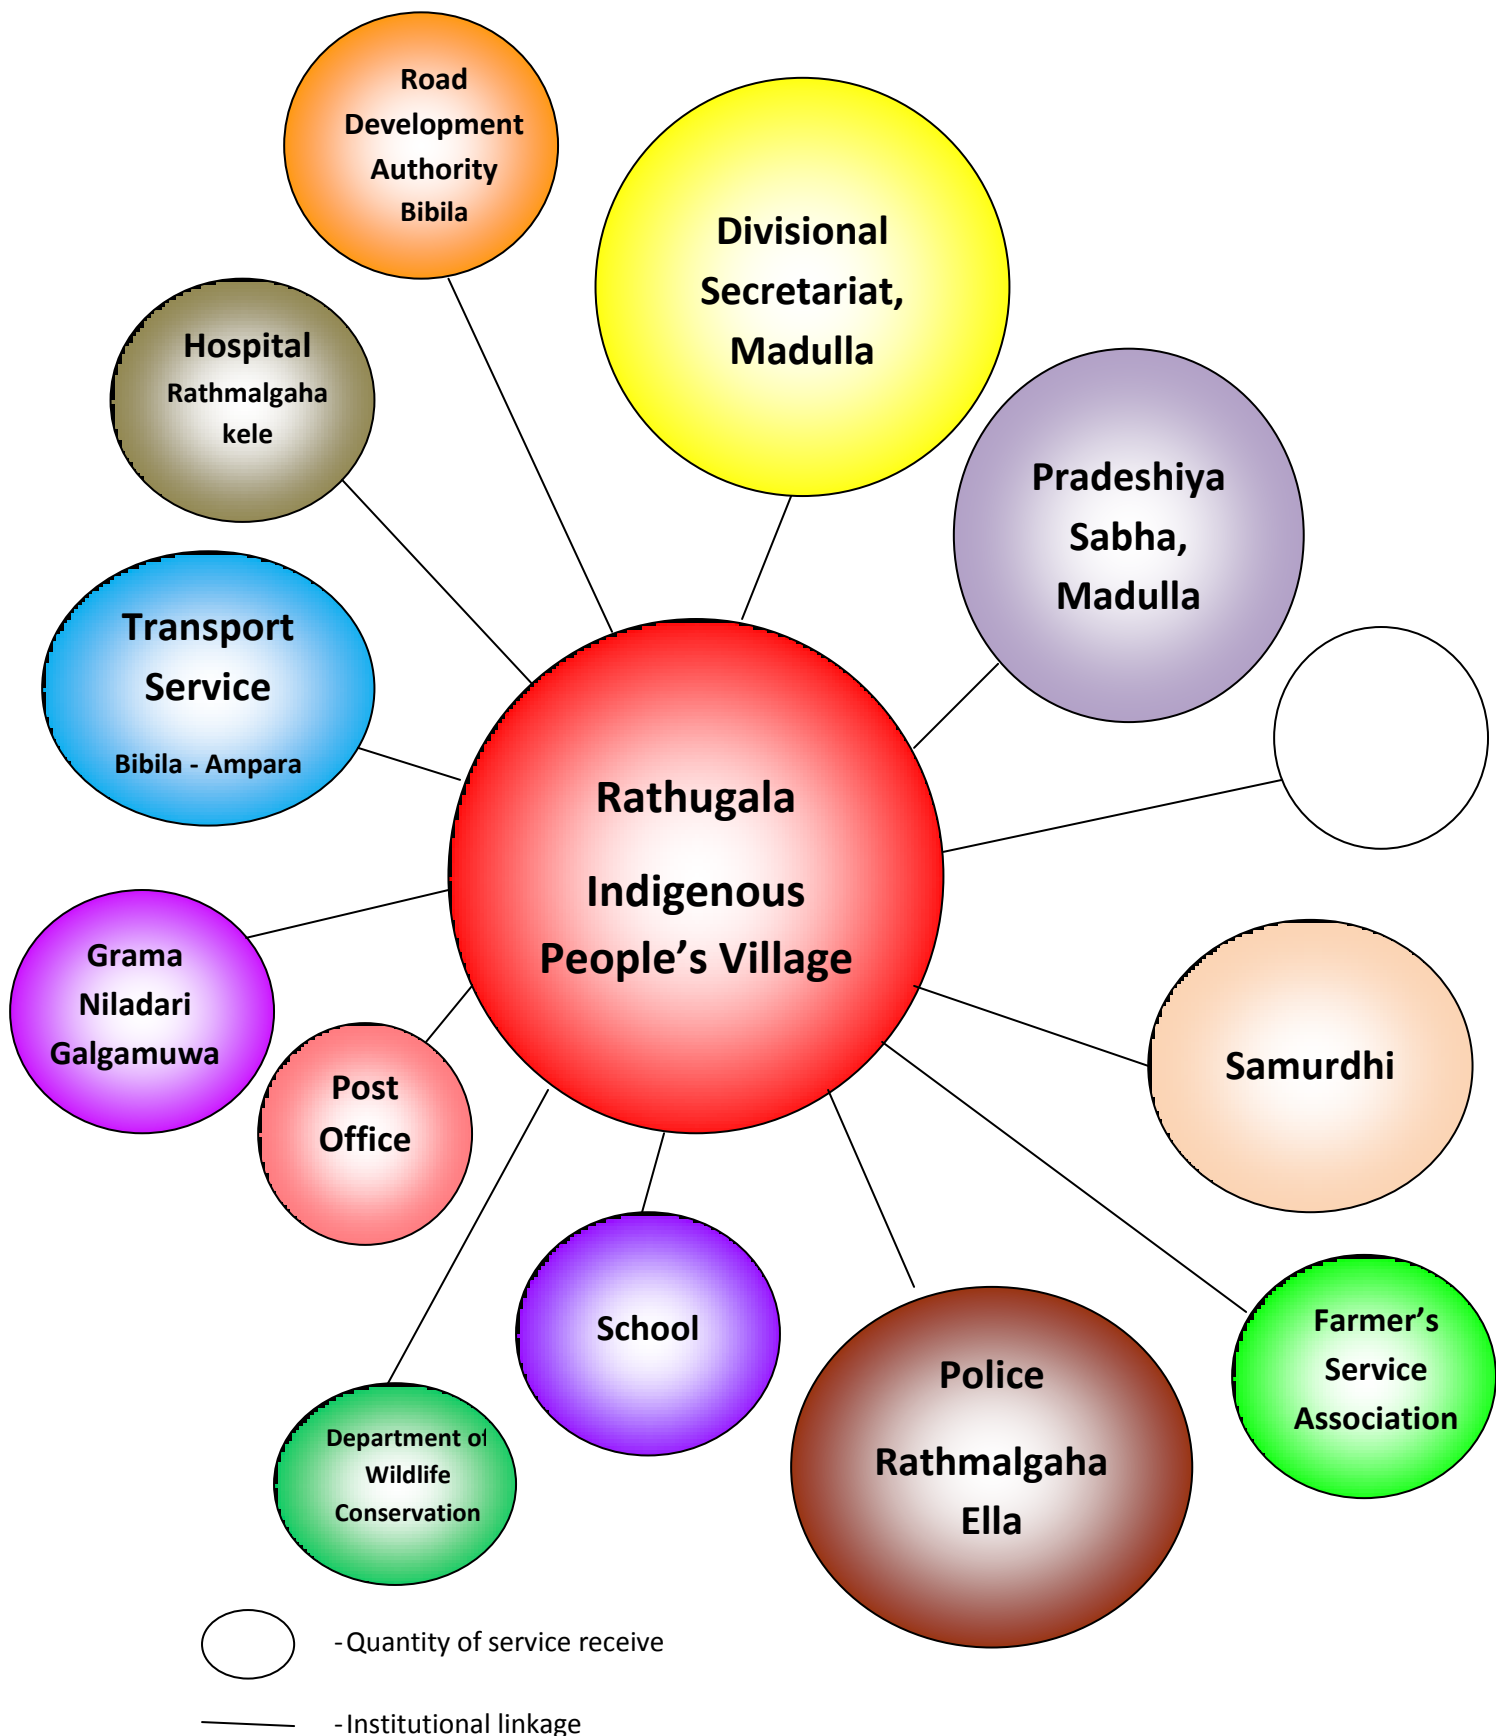 Road
Development
Authority
Bibila
Divisional
Secretariat,
Madulla
Hospital
Rathmalgaha
kele
Pradeshiya
Sabha,
Madulla
Transport
Service
Bibila - Ampara
Rathugala
Indigenous
People’s Village
Grama
Niladari
Galgamuwa
Post
Office
Samurdhi
School
Police
Rathmalgaha
Ella
Farmer’s
Service
Association
Department of
Wildlife
Conservation
-Quantity of service receive
-Institutional linkage